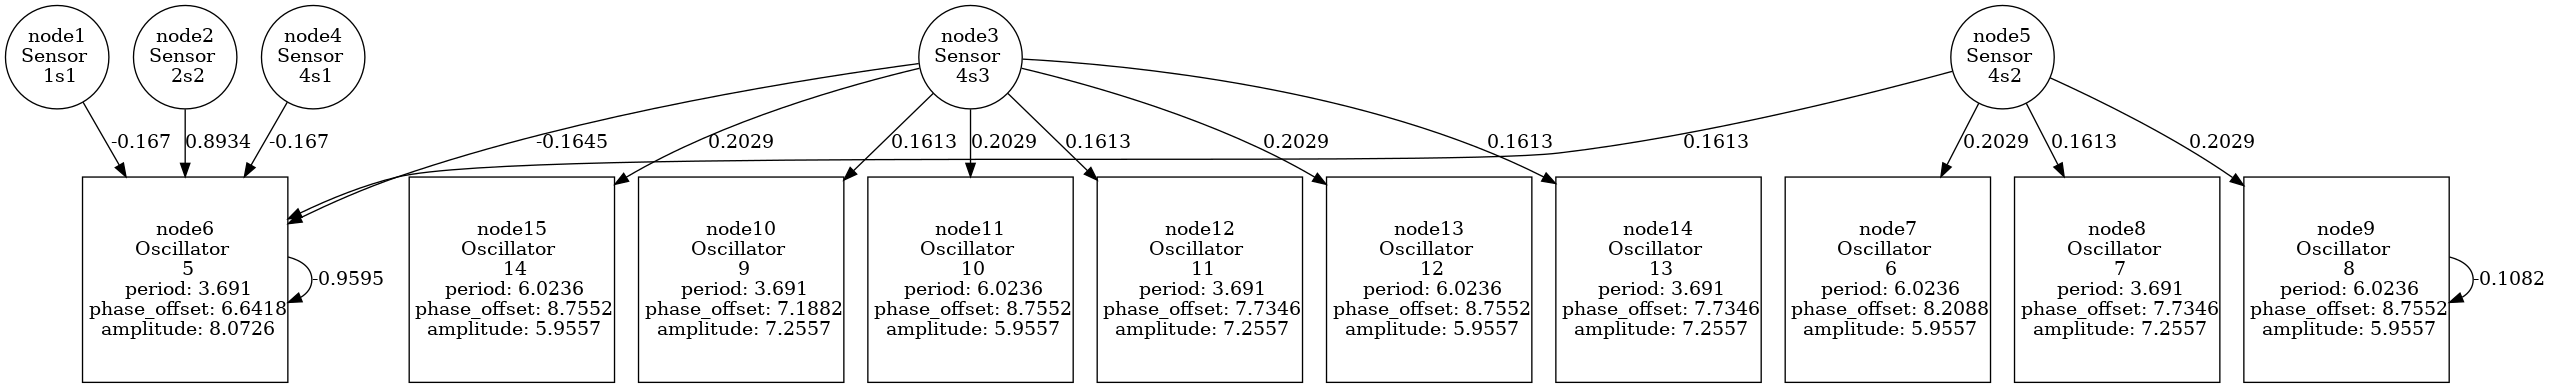 node1
Sensor
1s1
node2
Sensor
2s2
node4
Sensor
4s1
node3
Sensor
4s3
node5
Sensor
4s2
-0.167
0.8934
-0.167
-0.1645
0.2029
0.1613
0.2029
0.1613
0.2029
0.1613
0.1613
0.2029
0.1613
0.2029
node6
Oscillator
5
period: 3.691
phase_offset: 6.6418
amplitude: 8.0726
-0.9595
node15
Oscillator
14
period: 6.0236
phase_offset: 8.7552
amplitude: 5.9557
node10
Oscillator
9
period: 3.691
phase_offset: 7.1882
amplitude: 7.2557
node11
Oscillator
10
period: 6.0236
phase_offset: 8.7552
amplitude: 5.9557
node12
Oscillator
11
period: 3.691
phase_offset: 7.7346
amplitude: 7.2557
node13
Oscillator
12
period: 6.0236
phase_offset: 8.7552
amplitude: 5.9557
node14
Oscillator
13
period: 3.691
phase_offset: 7.7346
amplitude: 7.2557
node7
Oscillator
6
period: 6.0236
phase_offset: 8.2088
amplitude: 5.9557
node8
Oscillator
7
period: 3.691
phase_offset: 7.7346
amplitude: 7.2557
node9
Oscillator
8
period: 6.0236
phase_offset: 8.7552
amplitude: 5.9557
-0.1082